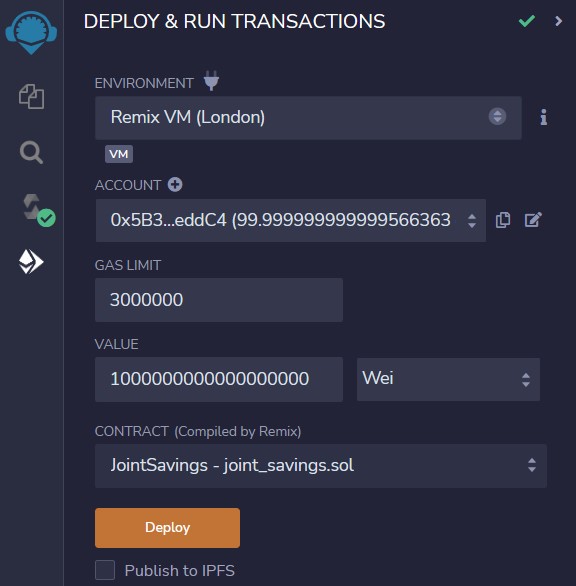 DEPLOY & RUN TRANSACTIONS
ENVIRONMENT
Remix VM (London)
VM
ACCOUNT
0x5B3...eddC4 (99.999999999999566363
GAS LIMIT
3000000
VALUE
1000000000000000000
Wei
CONTRACT (Compiled by Remix)
JointSavings - joint_savings.sol
Deploy
Publish to IPFS